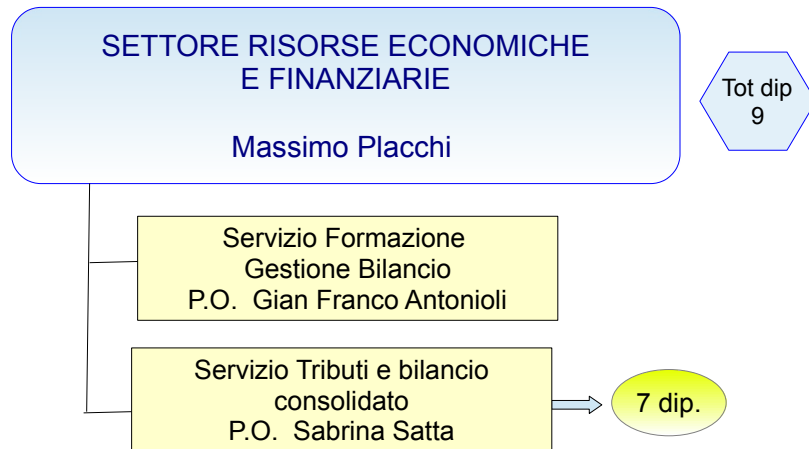 SETTORE RISORSE ECONOMICHE
E FINANZIARIE
Massimo Placchi
Tot dip
9
Servizio Formazione
Gestione Bilancio
P.O. Gian Franco Antonioli
Servizio Tributi e bilancio
consolidato
P.O. Sabrina Satta
7 dip.